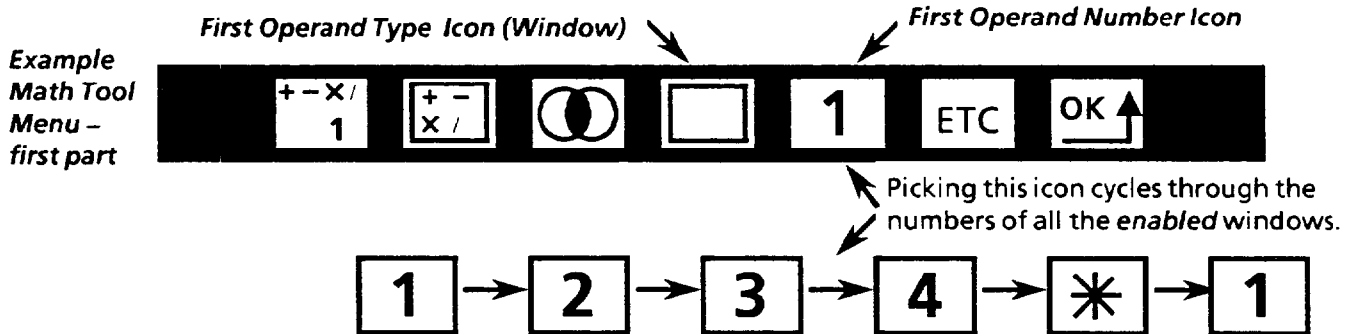 First Operand Type Icon (Window)
First Operand Number Icon
Example
Math Tool
Menu –
first part
+ – X /
1
+ –
X /
1
ETC
OK
Picking this icon cycles through the
numbers of all the enabled windows.
1 2 3 4 * 1